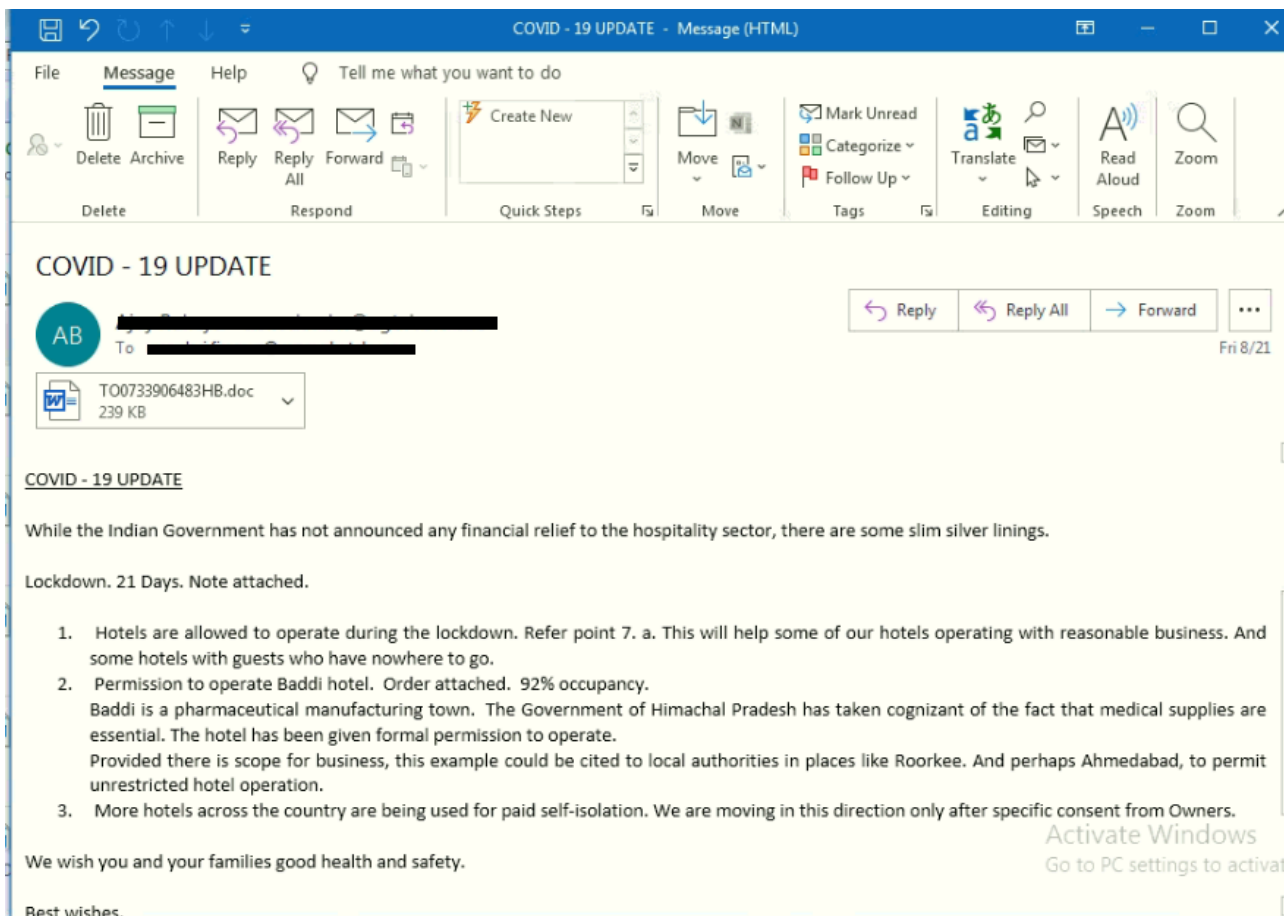 COVID - 19 UPDATE - Message (HTML)
File Message Help Tell me what you want to do
Delete Archive
Reply Reply All Forward
Create New
Move
Mark Unread
Categorize
Follow Up
Translate
Read Aloud
Zoom
Delete Respond Quick Steps Move Tags Editing Speech Zoom
COVID - 19 UPDATE
Reply Reply All Forward
AB
To
Fri 8/21
TO0733906483HB.doc
239 KB
COVID - 19 UPDATE
While the Indian Government has not announced any financial relief to the hospitality sector, there are some slim silver linings.
Lockdown. 21 Days. Note attached.
1. Hotels are allowed to operate during the lockdown. Refer point 7. a. This will help some of our hotels operating with reasonable business. And
some hotels with guests who have nowhere to go.
2. Permission to operate Baddi hotel. Order attached. 92% occupancy.
Baddi is a pharmaceutical manufacturing town. The Government of Himachal Pradesh has taken cognizant of the fact that medical supplies are
essential. The hotel has been given formal permission to operate.
Provided there is scope for business, this example could be cited to local authorities in places like Roorkee. And perhaps Ahmedabad, to permit
unrestricted hotel operation.
3. More hotels across the country are being used for paid self-isolation. We are moving in this direction only after specific consent from Owners.
Activate Windows
We wish you and your families good health and safety.
Go to PC settings to activat
Best wishes.